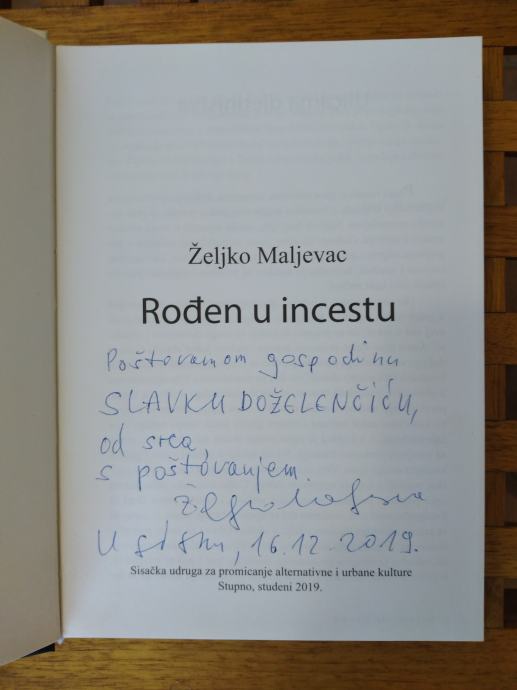 Željko Maljevac
Rođen u incestu
Poštovanom gospodinu
SLAVKU DOŽELENČIĆU,
od srca,
s poštovanjem.
U Sisku, 16.12.2019.
Sisačka udruga za promicanje alternativne i urbane kulture
Stupno, studeni 2019.